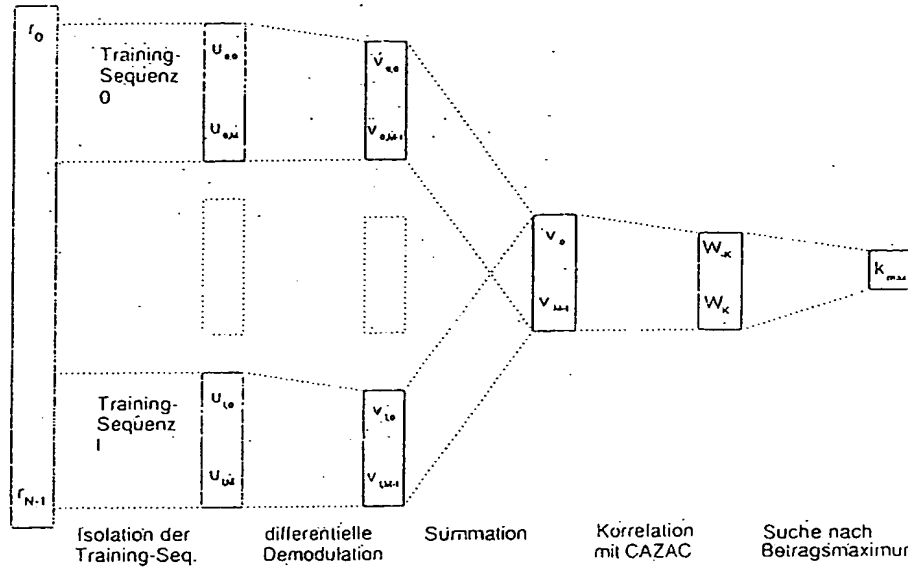 r0
Training-
Sequenz
0
u0,0
u0,M
v0,0
v0,M-1
v0
vM-1
W-K
WK
kmax
Training-
Sequenz
l
ul,0
ul,M
vl,0
vl,M-1
rN-1
Isolation der
Training-Seq.
differentielle
Demodulation
Summation
Korrelation
mit CAZAC
Suche nach
Betragsmaximum